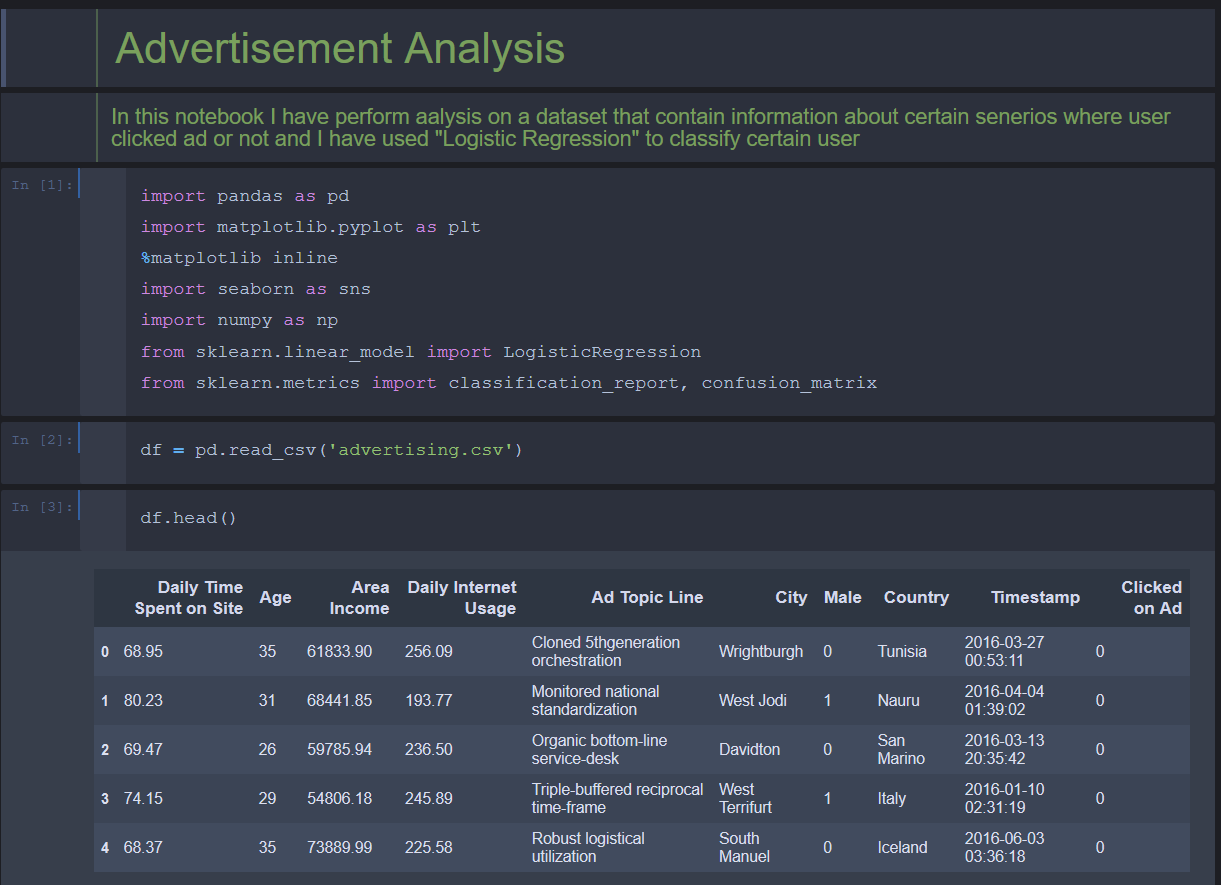 Advertisement Analysis
In this notebook I have perform aalysis on a dataset that contain information about certain senerios where user
clicked ad or not and I have used "Logistic Regression" to classify certain user
In [1]:
import pandas as pd
import matplotlib.pyplot as plt
%matplotlib inline
import seaborn as sns
import numpy as np
from sklearn.linear_model import LogisticRegression
from sklearn.metrics import classification_report, confusion_matrix
In [2]:
df = pd.read_csv('advertising.csv')
In [3]:
df.head()
Daily Time Spent on Site Age Area Income Daily Internet Usage Ad Topic Line City Male Country Timestamp Clicked on Ad
0 68.95 35 61833.90 256.09 Cloned 5thgeneration orchestration Wrightburgh 0 Tunisia 2016-03-27 00:53:11 0
1 80.23 31 68441.85 193.77 Monitored national standardization West Jodi 1 Nauru 2016-04-04 01:39:02 0
2 69.47 26 59785.94 236.50 Organic bottom-line service-desk Davidton 0 San Marino 2016-03-13 20:35:42 0
3 74.15 29 54806.18 245.89 Triple-buffered reciprocal time-frame West Terrifurt 1 Italy 2016-01-10 02:31:19 0
4 68.37 35 73889.99 225.58 Robust logistical utilization South Manuel 0 Iceland 2016-06-03 03:36:18 0